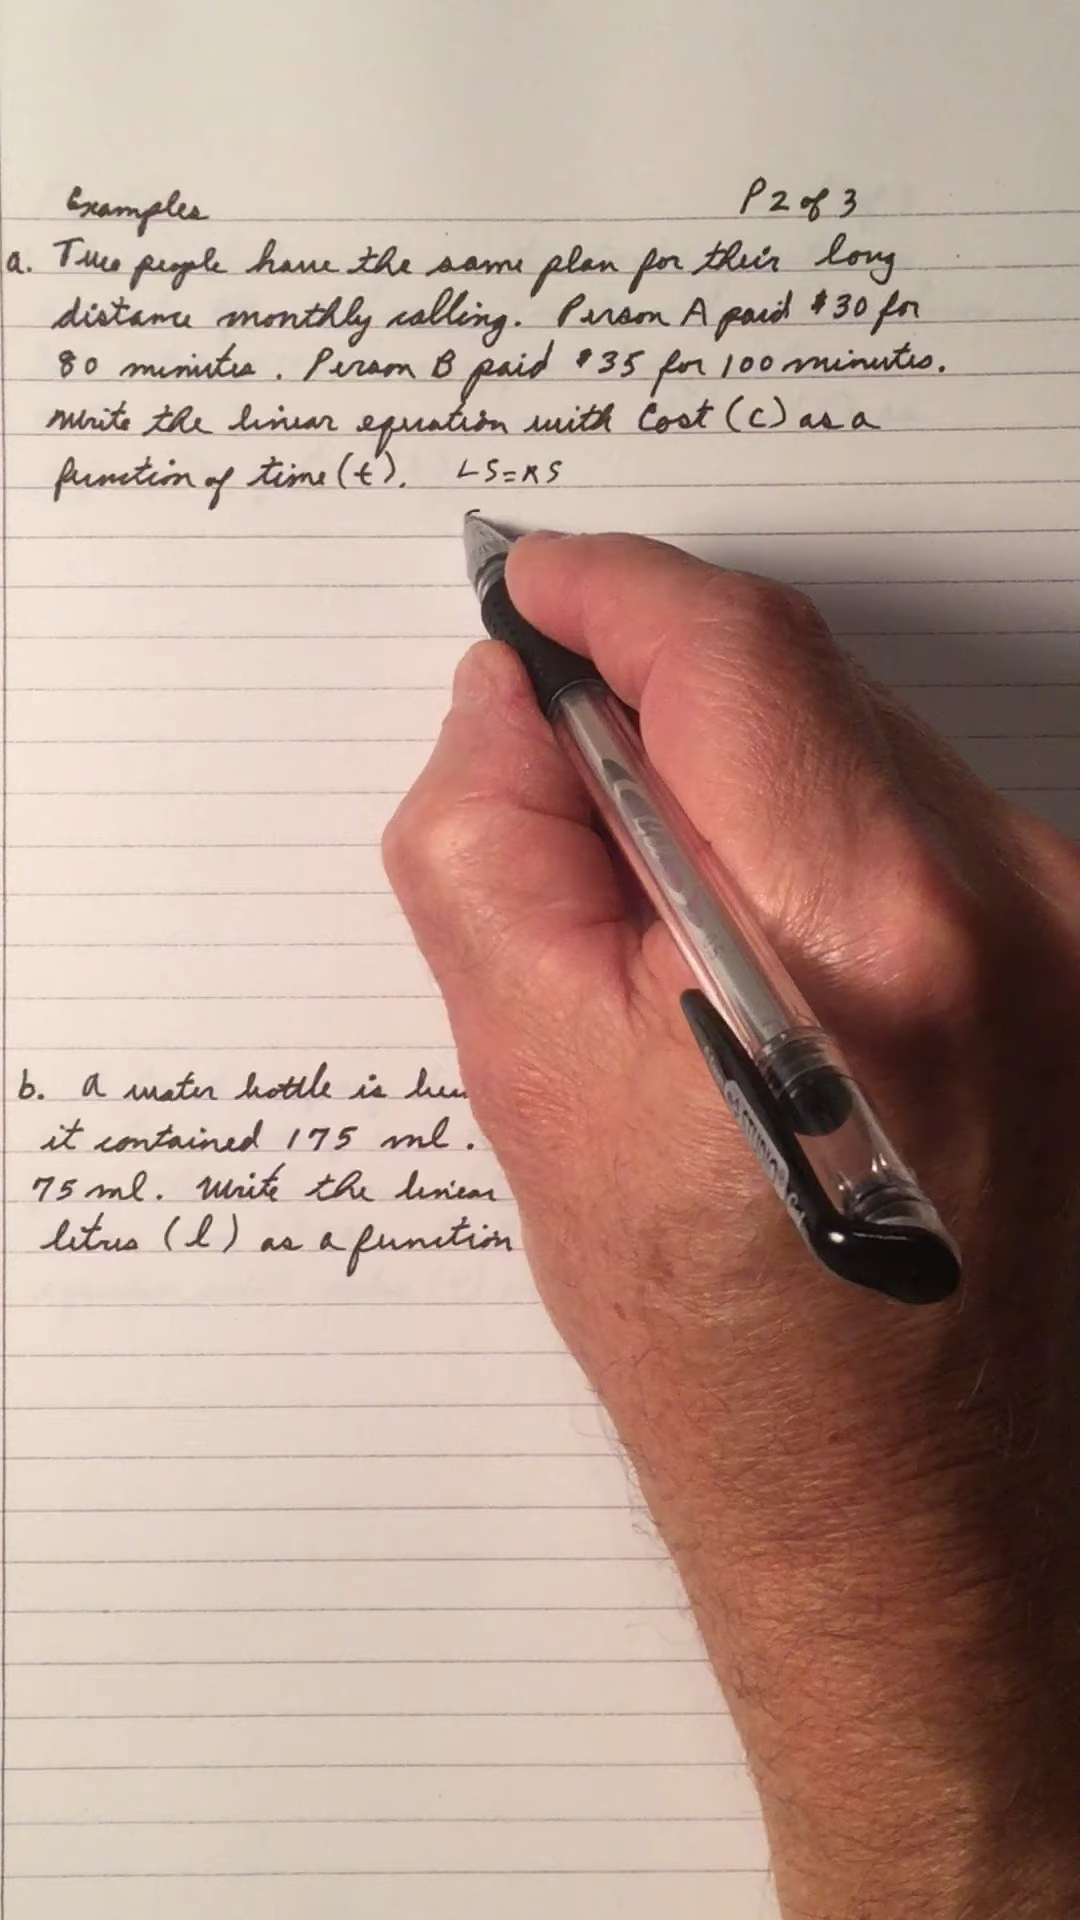 Examples P 2 of 3
a. Two people have the same plan for their long
distance monthly calling. Person A paid $30 for
80 minutes. Person B paid $35 for 100 minutes.
Write the linear equation with Cost (C) as a
function of time (t). LS=RS
b. A water bottle is
it contained 175 ml.
75 ml. Write the linear
litres (l) as a function